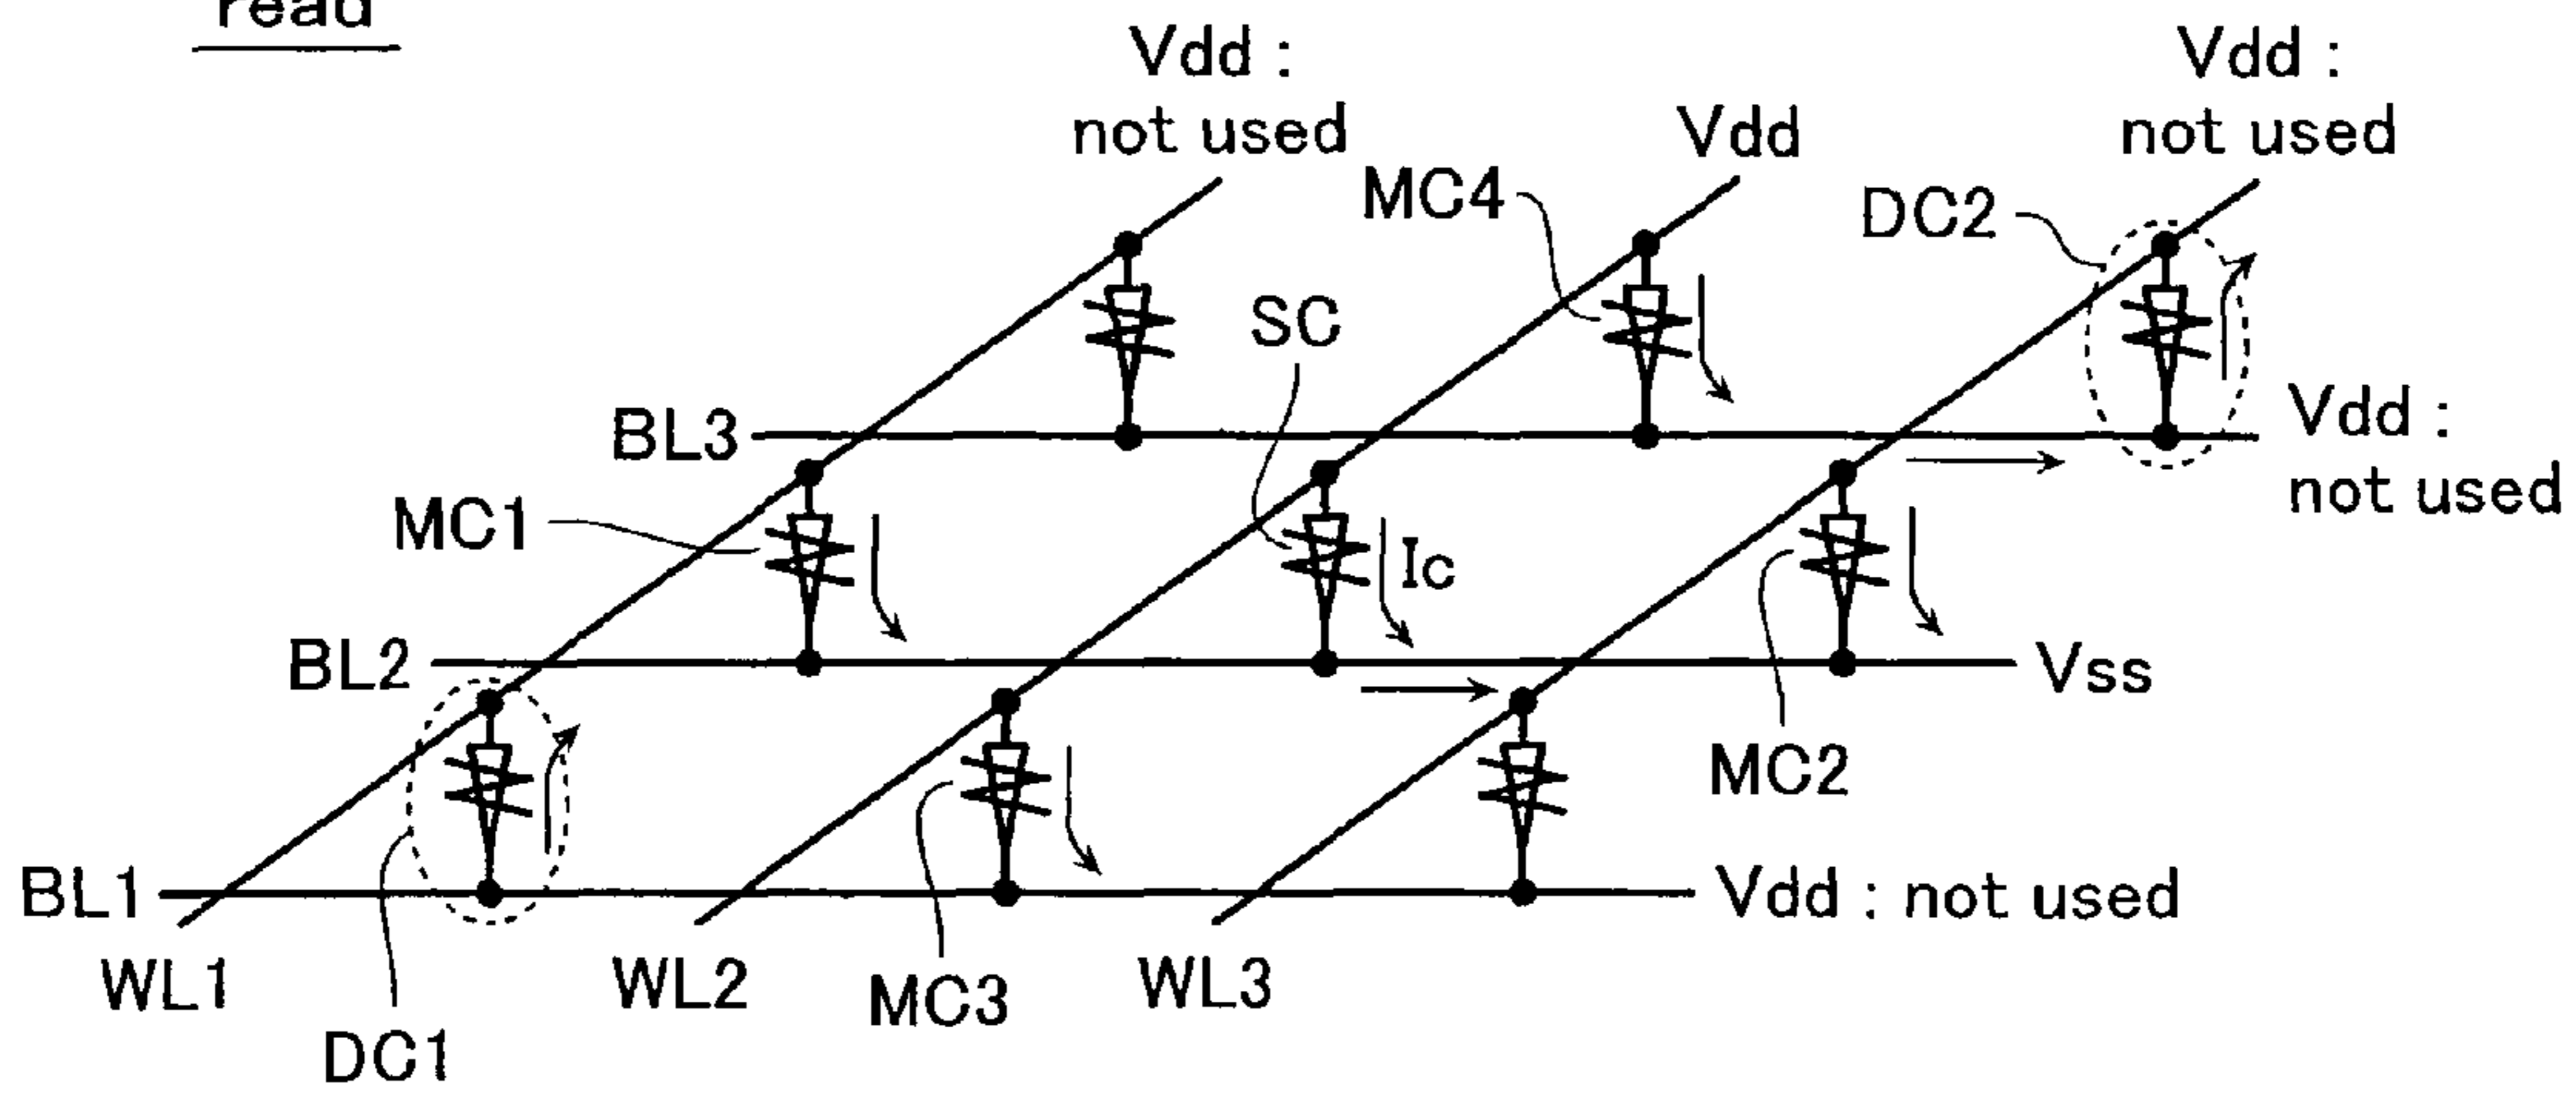 read
Vdd :
not used
Vdd
Vdd :
not used
MC4
DC2
SC
BL3
Vdd :
not used
MC1
Ic
BL2
Vss
MC2
BL1
Vdd : not used
WL1
WL2
MC3
WL3
DC1